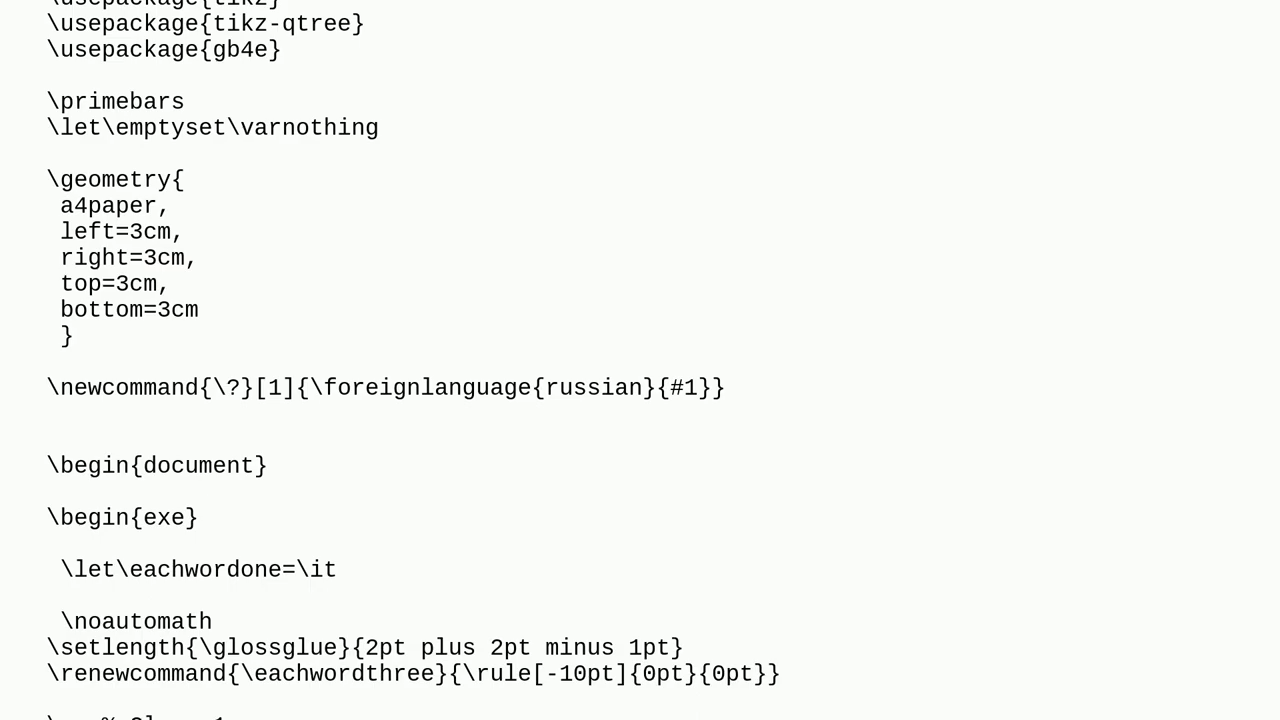 \usepackage{tikz}
\usepackage{tikz-qtree}
\usepackage{gb4e}
\primebars
\let\emptyset\varnothing
\geometry{
a4paper,
left=3cm,
right=3cm,
top=3cm,
bottom=3cm
}
\newcommand{\?}[1]{\foreignlanguage{russian}{#1}}
\begin{document}
\begin{exe}
\let\eachwordone=\it
\noautomath
\setlength{\glossglue}{2pt plus 2pt minus 1pt}
\renewcommand{\eachwordthree}{\rule[-10pt]{0pt}{0pt}}